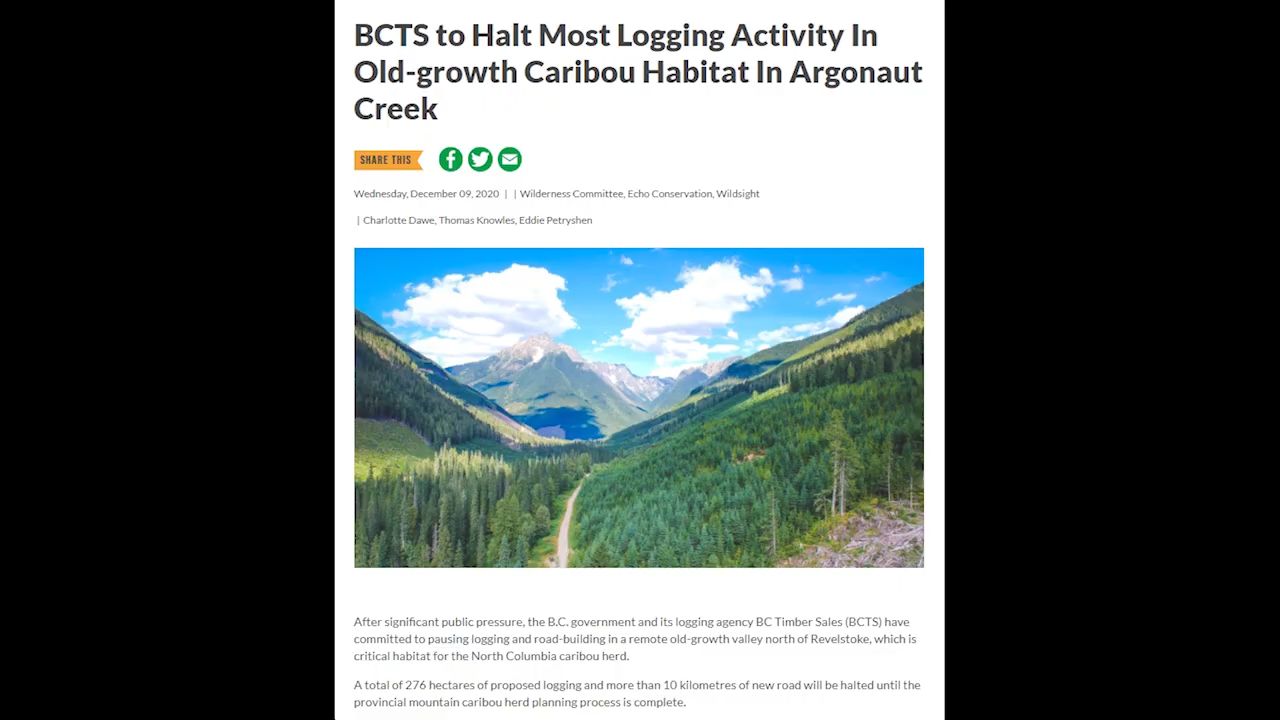 BCTS to Halt Most Logging Activity In
Old-growth Caribou Habitat In Argonaut
Creek
SHARE THIS
Wednesday, December 09, 2020 | | Wilderness Committee, Echo Conservation, Wildsight
| Charlotte Dawe, Thomas Knowles, Eddie Petryshen
After significant public pressure, the B.C. government and its logging agency BC Timber Sales (BCTS) have
committed to pausing logging and road-building in a remote old-growth valley north of Revelstoke, which is
critical habitat for the North Columbia caribou herd.
A total of 276 hectares of proposed logging and more than 10 kilometres of new road will be halted until the
provincial mountain caribou herd planning process is complete.